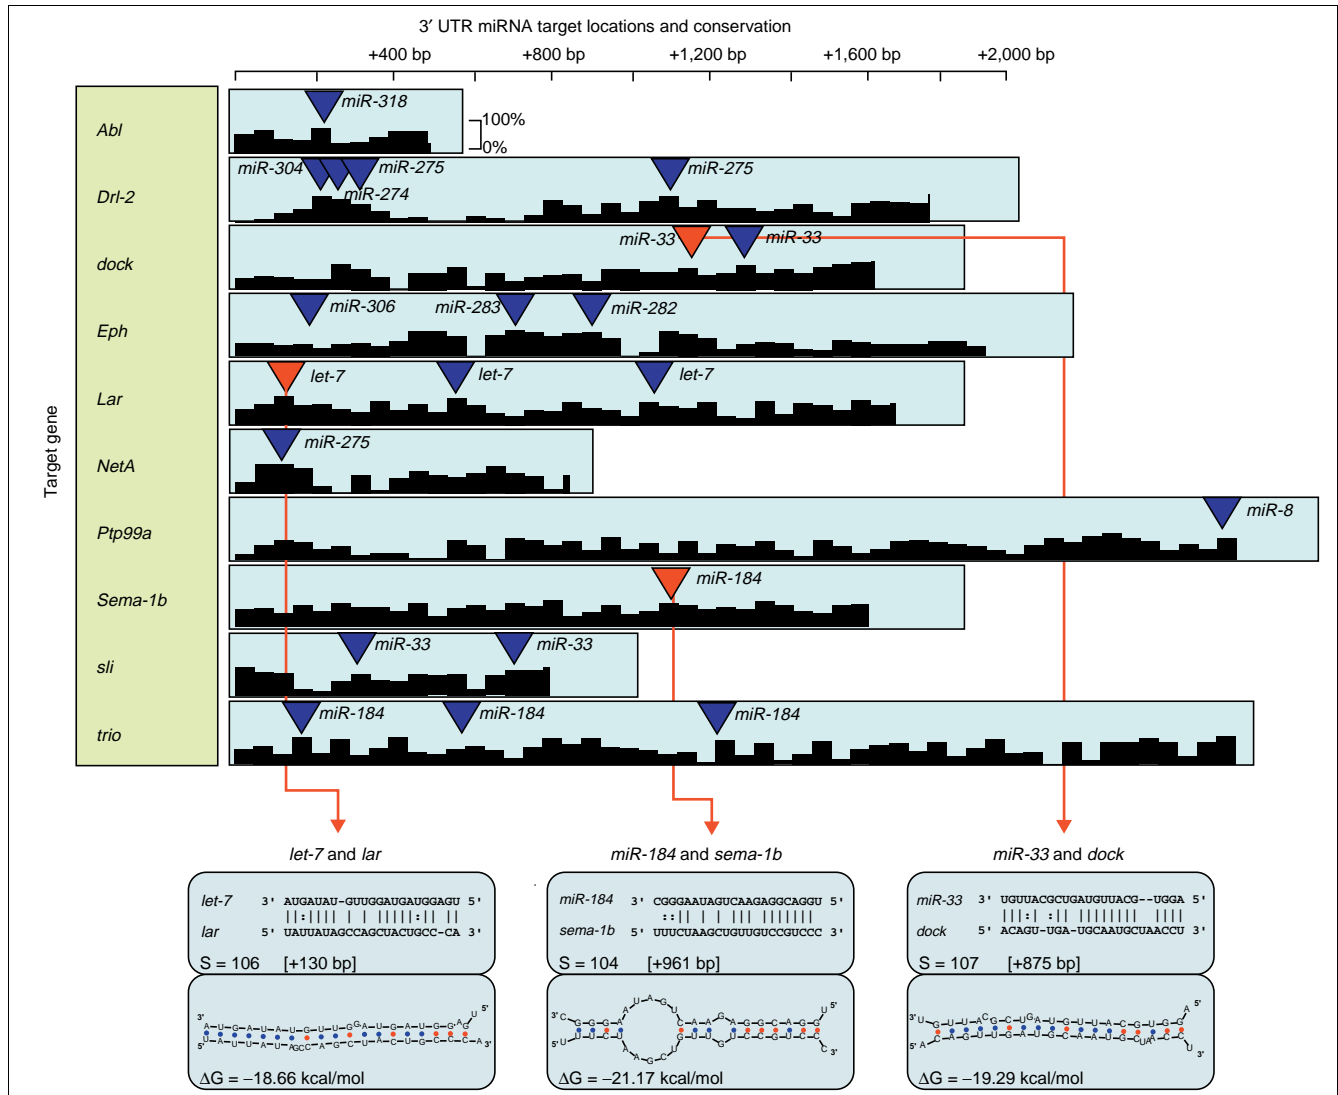 3′ UTR miRNA target locations and conservation
+400 bp +800 bp +1,200 bp +1,600 bp +2,000 bp
Target gene
Abl miR-318 100%
0%
Drl-2 miR-304 miR-274 miR-275 miR-275
dock miR-33 miR-33
Eph miR-306 miR-283 miR-282
Lar let-7 let-7 let-7
NetA miR-275
Ptp99a miR-8
Sema-1b miR-184
sli miR-33 miR-33
trio miR-184 miR-184 miR-184
let-7 and lar
let-7 3' AUGAUAU-GUUGGAUGAUGGAGU 5'
lar 5' UAUUAUAGCCAGCUACUGCC-CA 3'
S = 106 [+130 bp]
ΔG = −18.66 kcal/mol
miR-184 and sema-1b
miR-184 3' CGGGAAUAGUCAAGAGGCAGGU 5'
sema-1b 5' UUUCUAAGCUGUUGUCCGUCCC 3'
S = 104 [+961 bp]
ΔG = −21.17 kcal/mol
miR-33 and dock
miR-33 3' UGUUACGCUGAUGUUACG--UGGA 5'
dock 5' ACAGU-UGA-UGCAAUGCUAACCU 3'
S = 107 [+875 bp]
ΔG = −19.29 kcal/mol